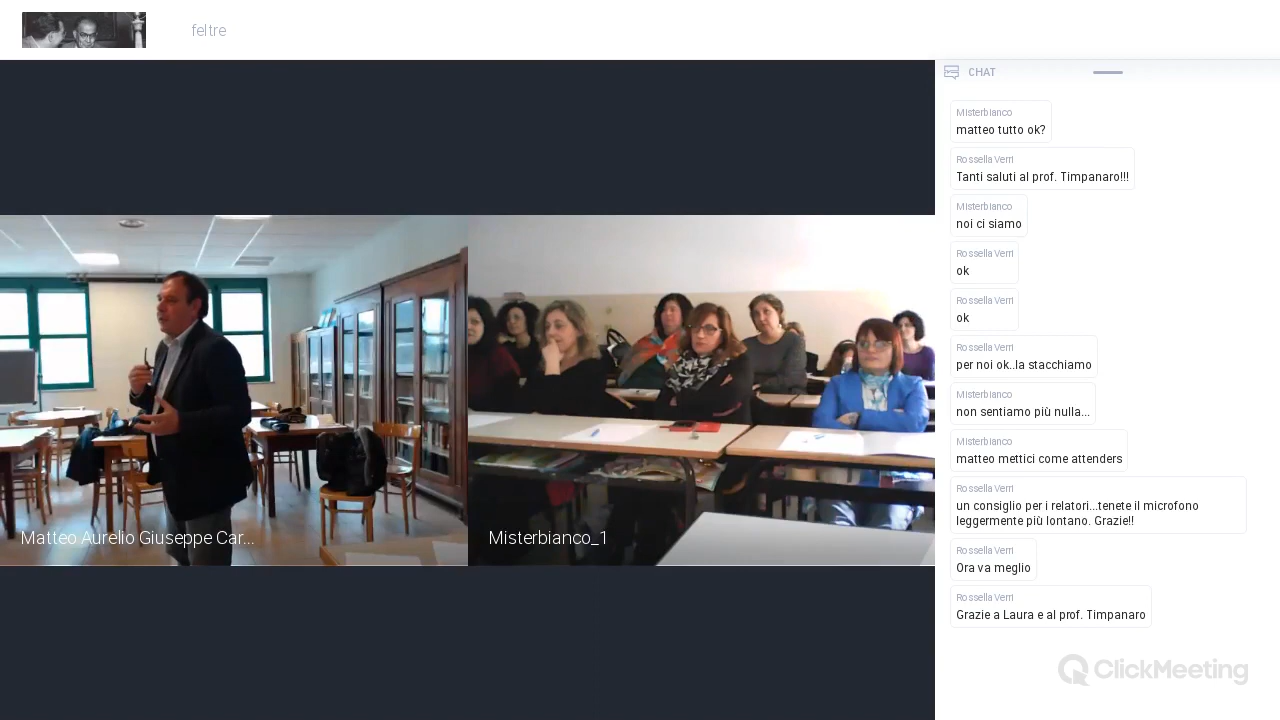 feltre
CHAT
Misterbianco
matteo tutto ok?
Rossella Verri
Tanti saluti al prof. Timpanaro!!!
Misterbianco
noi ci siamo
Rossella Verri
ok
Rossella Verri
ok
Rossella Verri
per noi ok..la stacchiamo
Misterbianco
non sentiamo più nulla...
Misterbianco
matteo mettici come attenders
Rossella Verri
un consiglio per i relatori...tenete il microfono
leggermente più lontano. Grazie!!
Rossella Verri
Ora va meglio
Rossella Verri
Grazie a Laura e al prof. Timpanaro
Matteo Aurelio Giuseppe Car...
Misterbianco_1
ClickMeeting